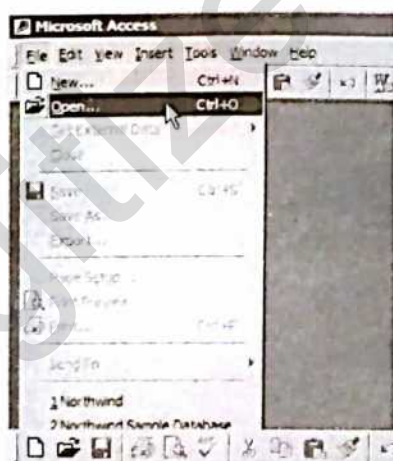 Microsoft Access
File Edit View Insert Tools Window Help
New... Ctrl+N
Open... Ctrl+O
Get External Data
Close
Save Ctrl+S
Save As...
Export...
Page Setup...
Print Preview
Print... Ctrl+P
Send To
1 Northwind
2 Northwind Sample Database